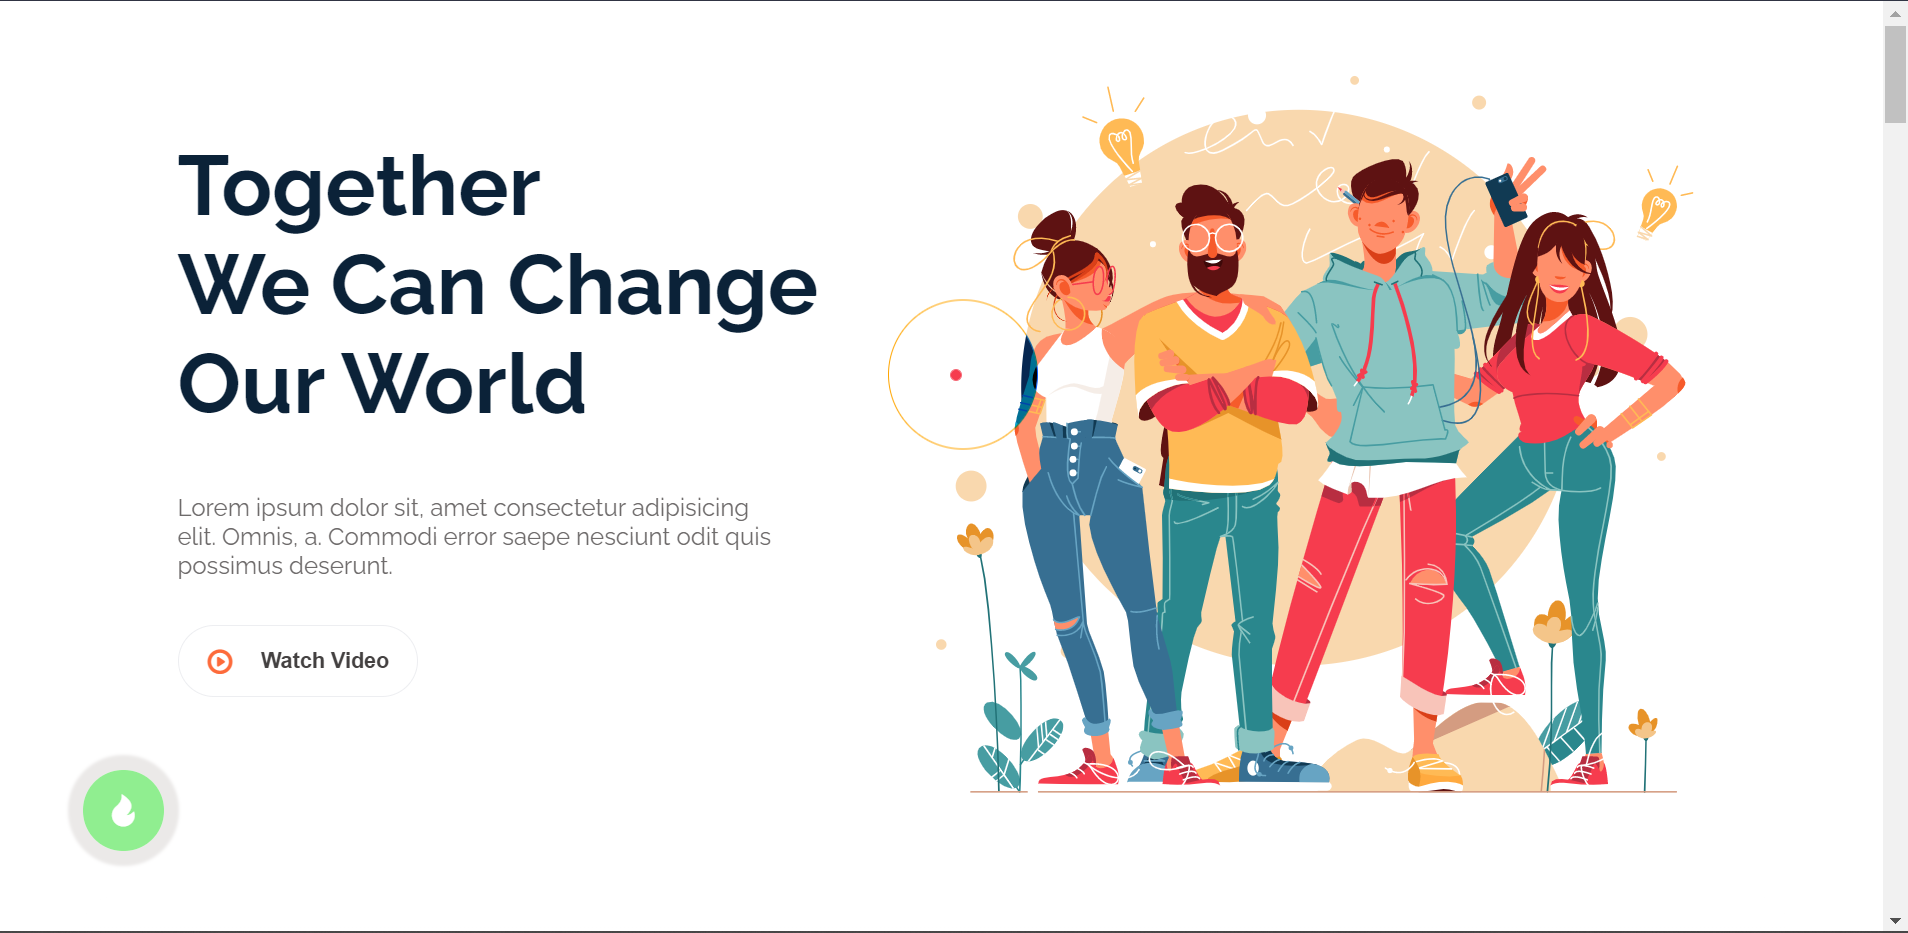 Together
We Can Change
Our World
Lorem ipsum dolor sit, amet consectetur adipisicing
elit. Omnis, a. Commodi error saepe nesciunt odit quis
possimus deserunt.
Watch Video